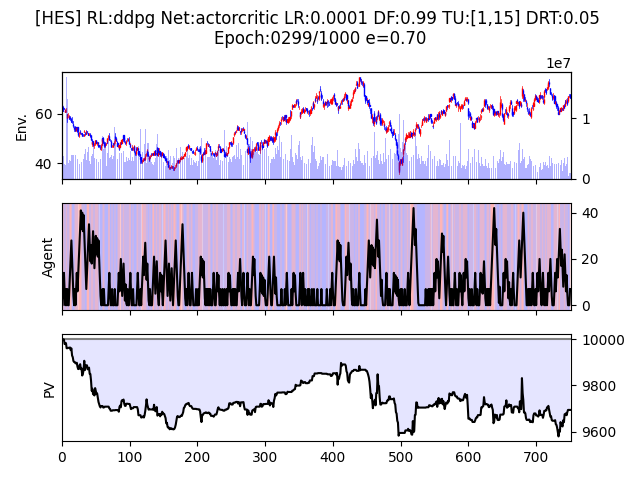 [HES] RL:ddpg Net:actorcritic LR:0.0001 DF:0.99 TU:[1,15] DRT:0.05
Epoch:0299/1000 e=0.70
1e7
Env.
60
40
1
0
Agent
40
20
0
PV
10000
9800
9600
0 100 200 300 400 500 600 700